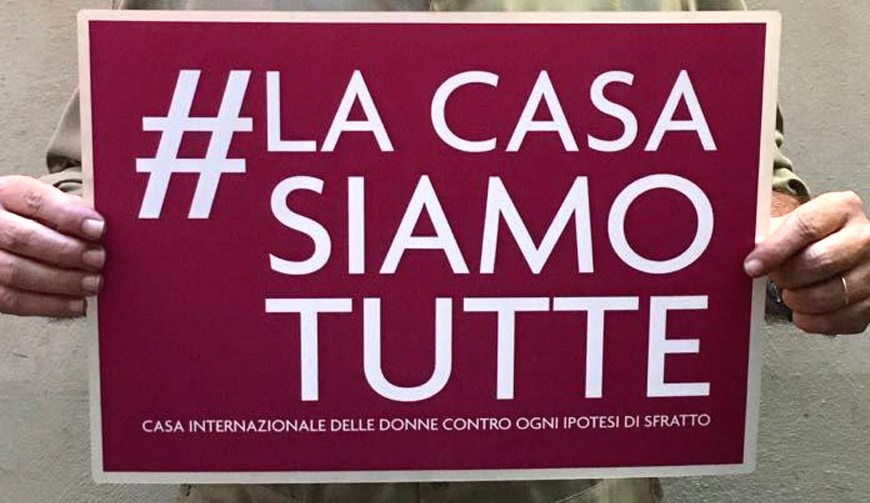 #LA CASA
SIAMO
TUTTE
CASA INTERNAZIONALE DELLE DONNE CONTRO OGNI IPOTESI DI SFRATTO